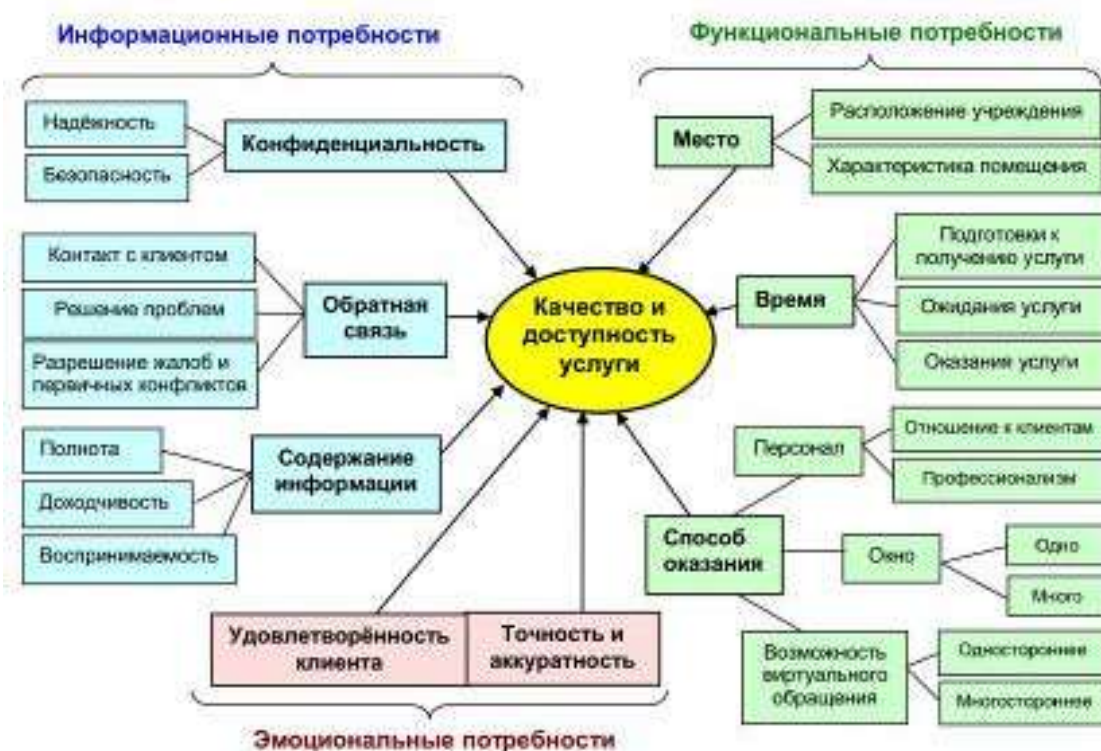 Информационные потребности
Функциональные потребности
Надёжность
Безопасность
Конфиденциальность
Контакт с клиентом
Решение проблем
Разрешение жалоб и
первичных конфликтов
Обратная
связь
Полнота
Доходчивость
Воспринимаемость
Содержание
информации
Качество и
доступность
услуги
Место
Расположение учреждения
Характеристика помещения
Время
Подготовки к
получению услуги
Ожидания услуги
Оказания услуги
Способ
оказания
Персонал
Отношение к клиентам
Профессионализм
Окно
Одно
Много
Возможность
виртуального
обращения
Одностороннее
Многостороннее
Удовлетворённость
клиента
Точность и
аккуратность
Эмоциональные потребности